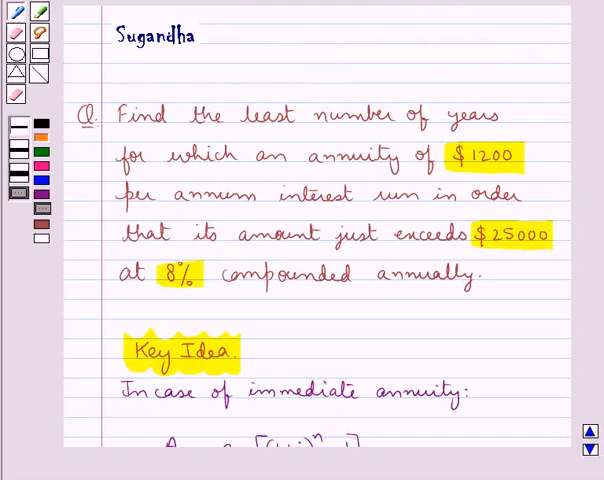 Sugandha
Q. Find the least number of years
for which an annuity of $1200
per annum interest run in order
that its amount just exceeds $25000
at 8% compounded annually.
Key Idea.
In case of immediate annuity: